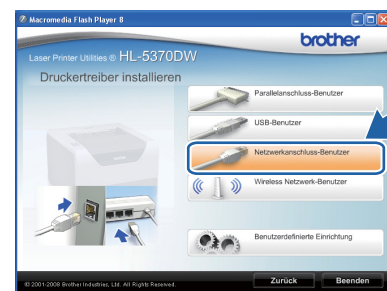 Macromedia Flash Player 8
brother
Laser Printer Utilities ® HL-5370DW
Druckertreiber installieren
Parallelanschluss-Benutzer
USB-Benutzer
Netzwerkanschluss-Benutzer
Wireless Netzwerk-Benutzer
Benutzerdefinierte Einrichtung
© 2001-2008 Brother Industries, Ltd. All Rights Reserved.
Zurück
Beenden